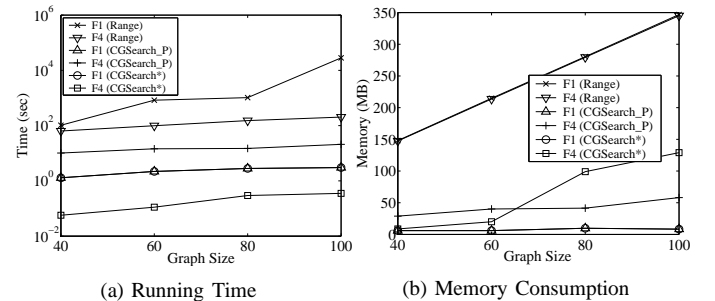 10^6
10^4
10^2
10^0
10^-2
Time (sec)
F1 (Range)
F4 (Range)
F1 (CGSearch_P)
F4 (CGSearch_P)
F1 (CGSearch*)
F4 (CGSearch*)
40 60 80 100
Graph Size
(a) Running Time
350
300
250
200
150
100
50
0
Memory (MB)
F1 (Range)
F4 (Range)
F1 (CGSearch_P)
F4 (CGSearch_P)
F1 (CGSearch*)
F4 (CGSearch*)
40 60 80 100
Graph Size
(b) Memory Consumption